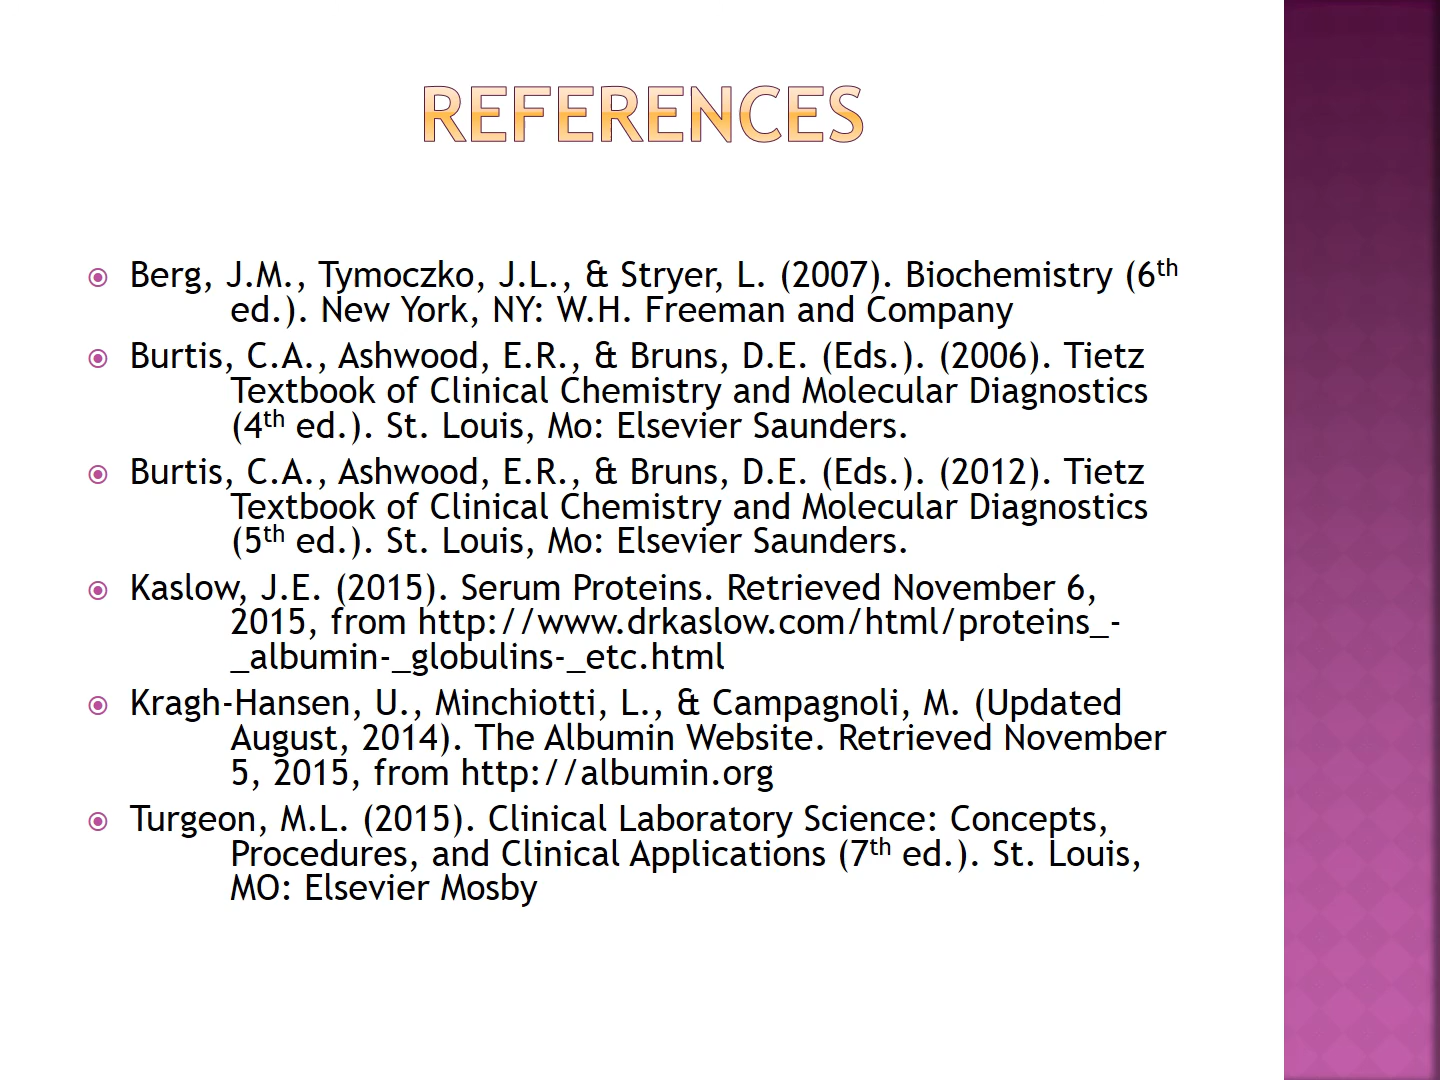 REFERENCES
Berg, J.M., Tymoczko, J.L., & Stryer, L. (2007). Biochemistry (6th
ed.). New York, NY: W.H. Freeman and Company
Burtis, C.A., Ashwood, E.R., & Bruns, D.E. (Eds.). (2006). Tietz
Textbook of Clinical Chemistry and Molecular Diagnostics
(4th ed.). St. Louis, Mo: Elsevier Saunders.
Burtis, C.A., Ashwood, E.R., & Bruns, D.E. (Eds.). (2012). Tietz
Textbook of Clinical Chemistry and Molecular Diagnostics
(5th ed.). St. Louis, Mo: Elsevier Saunders.
Kaslow, J.E. (2015). Serum Proteins. Retrieved November 6,
2015, from http://www.drkaslow.com/html/proteins_-
_albumin-_globulins-_etc.html
Kragh-Hansen, U., Minchiotti, L., & Campagnoli, M. (Updated
August, 2014). The Albumin Website. Retrieved November
5, 2015, from http://albumin.org
Turgeon, M.L. (2015). Clinical Laboratory Science: Concepts,
Procedures, and Clinical Applications (7th ed.). St. Louis,
MO: Elsevier Mosby